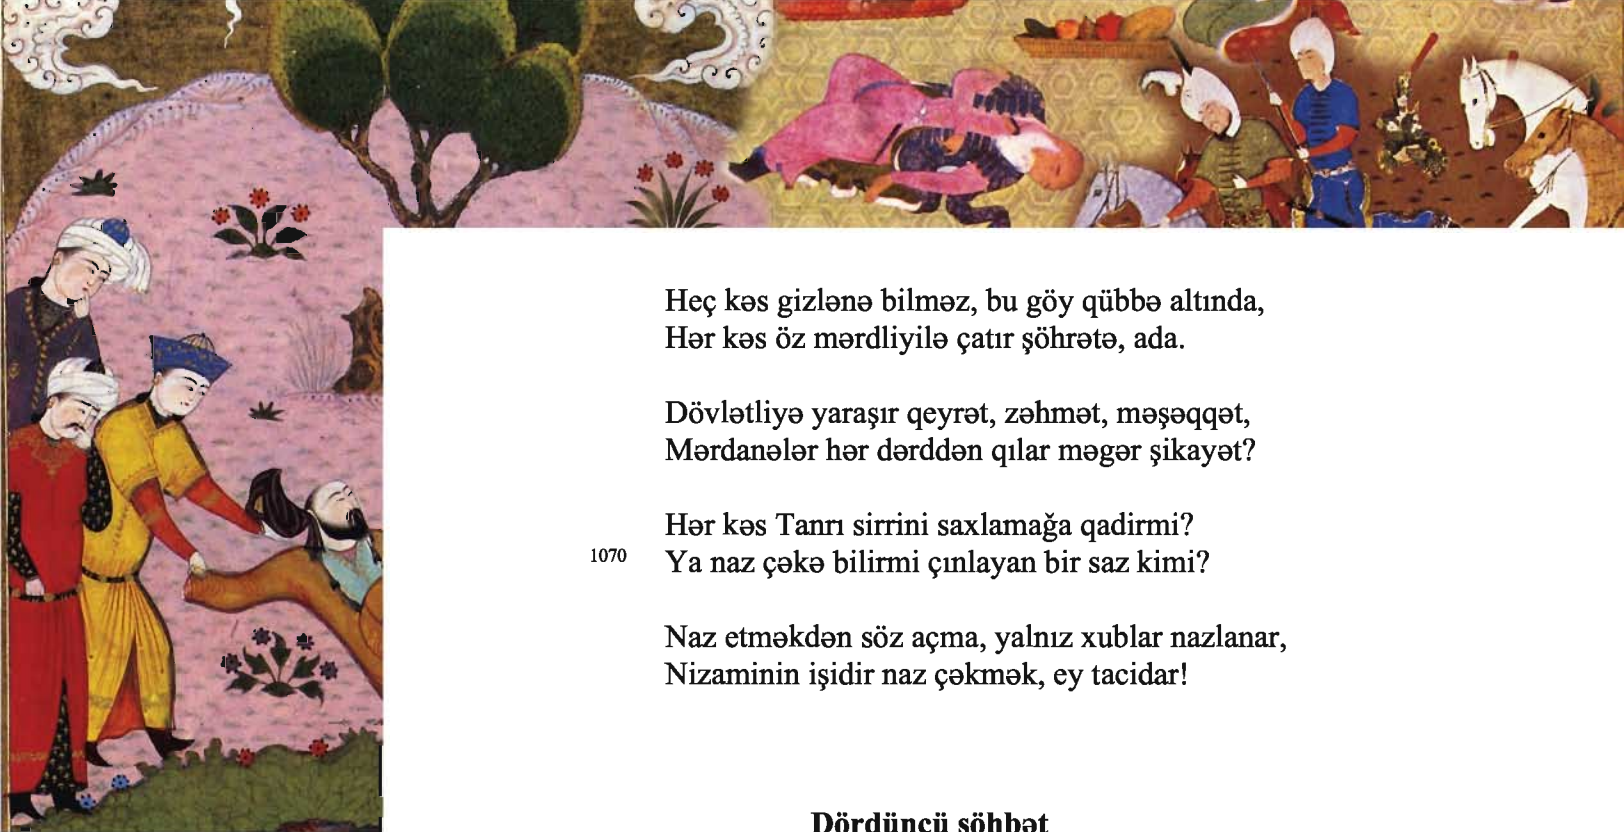 Heç kəs gizlənə bilməz, bu göy qübbə altında,
Hər kəs öz mərdliyilə çatır şöhrətə, ada.
Dövlətliyə yaraşır qeyrət, zəhmət, məşəqqət,
Mərdanələr hər dərddən qılar məgər şikayət?
Hər kəs Tanrı sirrini saxlamağa qadirmi?
1070 Ya naz çəkə bilirmi çınlayan bir saz kimi?
Naz etməkdən söz açma, yalnız xublar nazlanar,
Nizaminin işidir naz çəkmək, ey tacidar!
Dördüncü söhbət